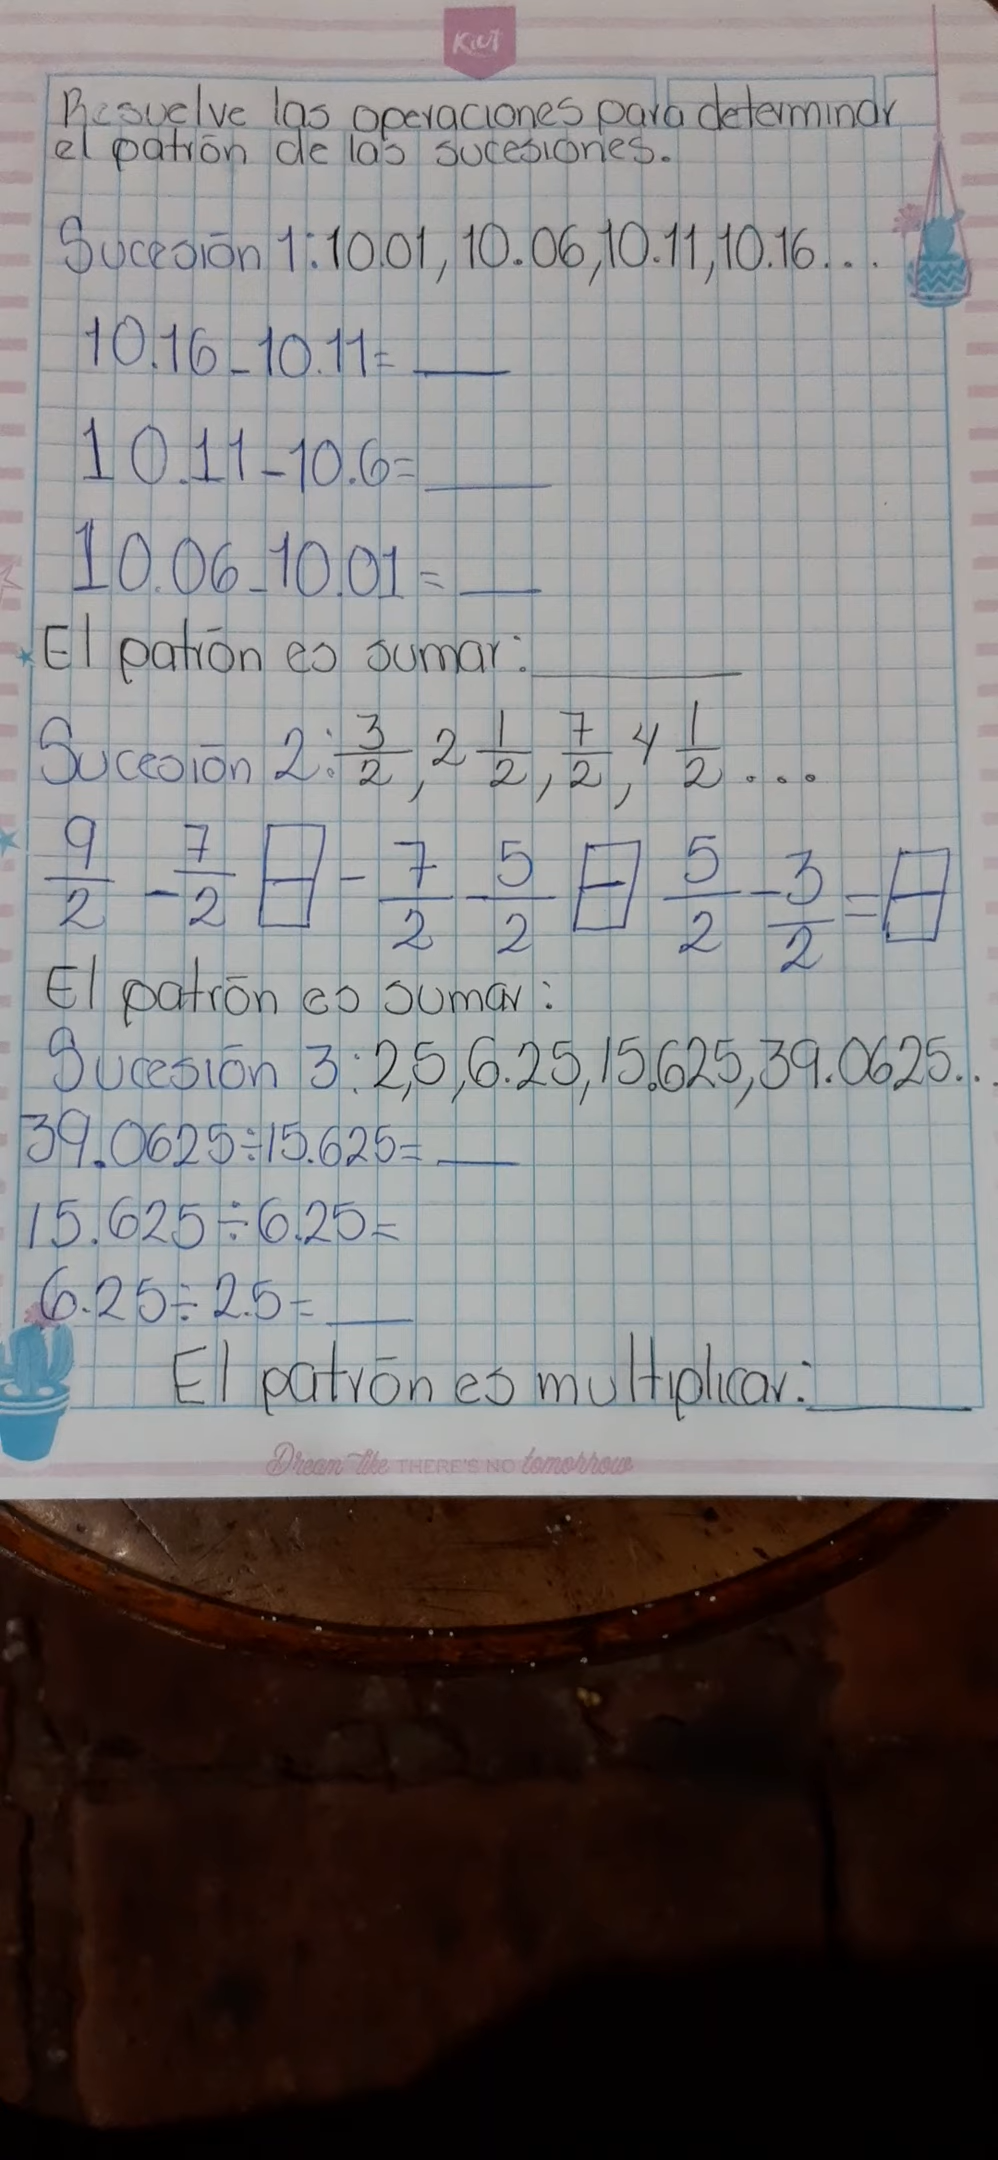 Kiut
Resuelve las operaciones para determinar
el patrón de las sucesiones.
Sucesión 1: 10.01, 10.06, 10.11, 10.16...
10.16 - 10.11 = ___
10.11 - 10.6 = ___
10.06 - 10.01 = ___
El patrón es sumar: ___
Sucesión 2: 3/2, 2 1/2, 7/2, 4 1/2 ...
9/2 - 7/2 □ - 7/2 - 5/2 □ 5/2 - 3/2 = □
El patrón es sumar:
Sucesión 3: 2,5, 6.25, 15.625, 39.0625...
39.0625 ÷ 15.625 = ___
15.625 ÷ 6.25 =
6.25 ÷ 2.5 = ___
El patrón es multiplicar: ___
Dream like THERE'S NO tomorrow